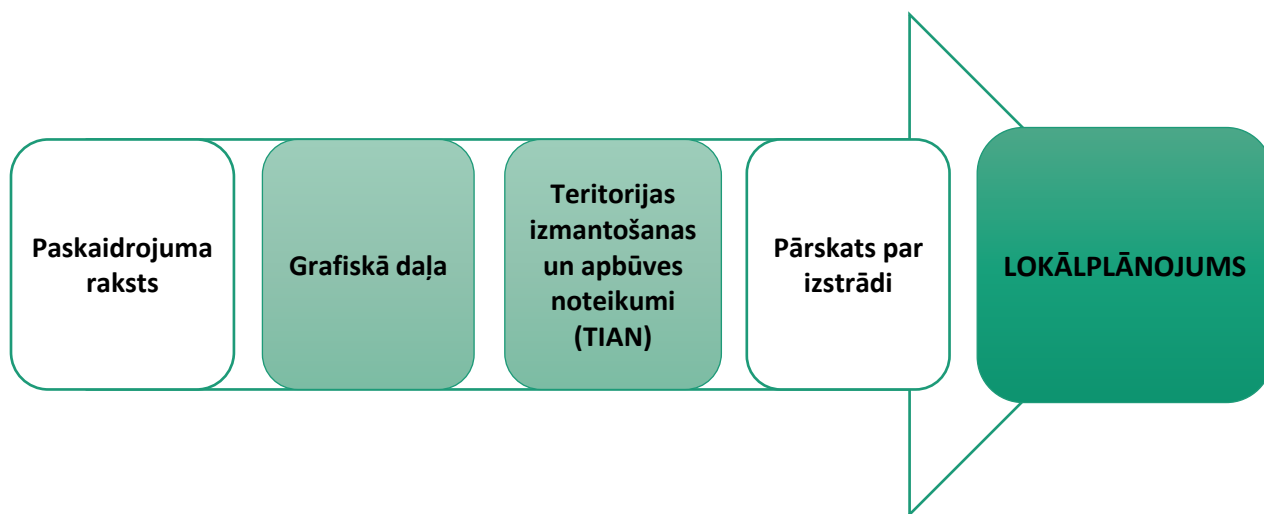 Paskaidrojuma
raksts
Grafiskā daļa
Teritorijas
izmantošanas
un apbūves
noteikumi
(TIAN)
Pārskats par
izstrādi
LOKĀLPLĀNOJUMS